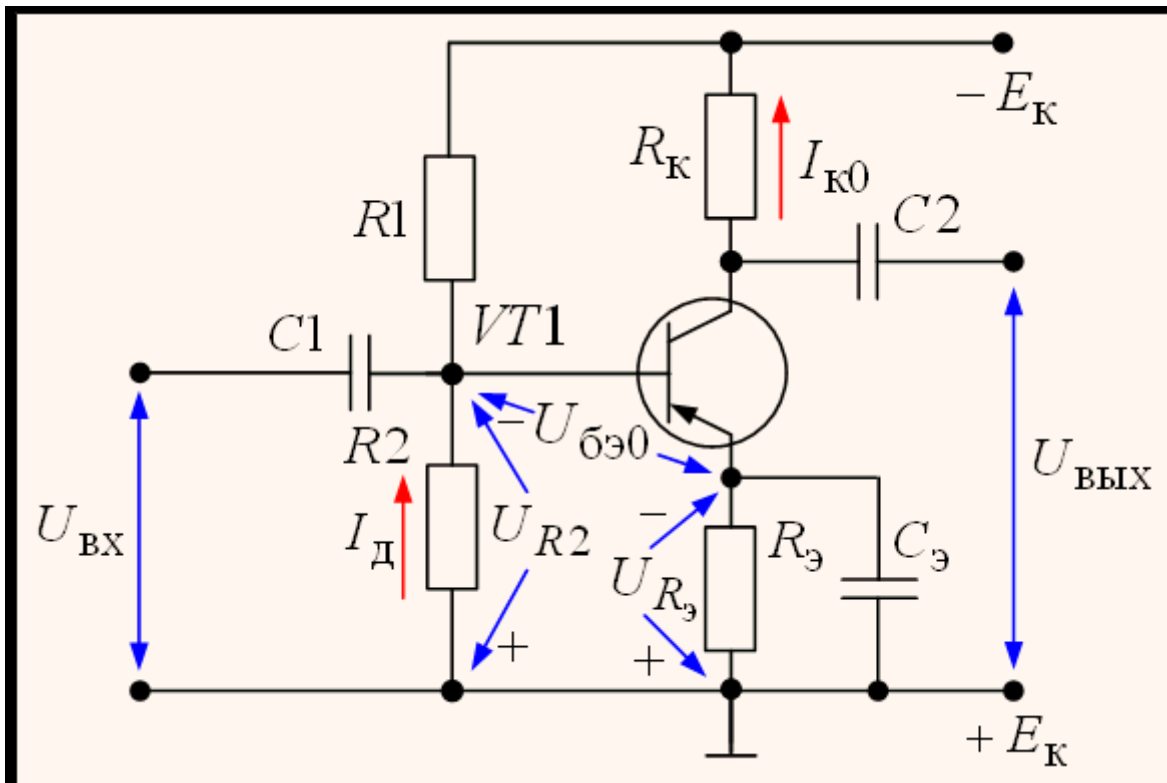 − Eк
Rк
Iк0
R1
C2
VT1
C1
− Uбэ0
R2
Uвых
Uвх
Iд
UR2
−
Rэ
Cэ
URэ
+
+
+ Eк